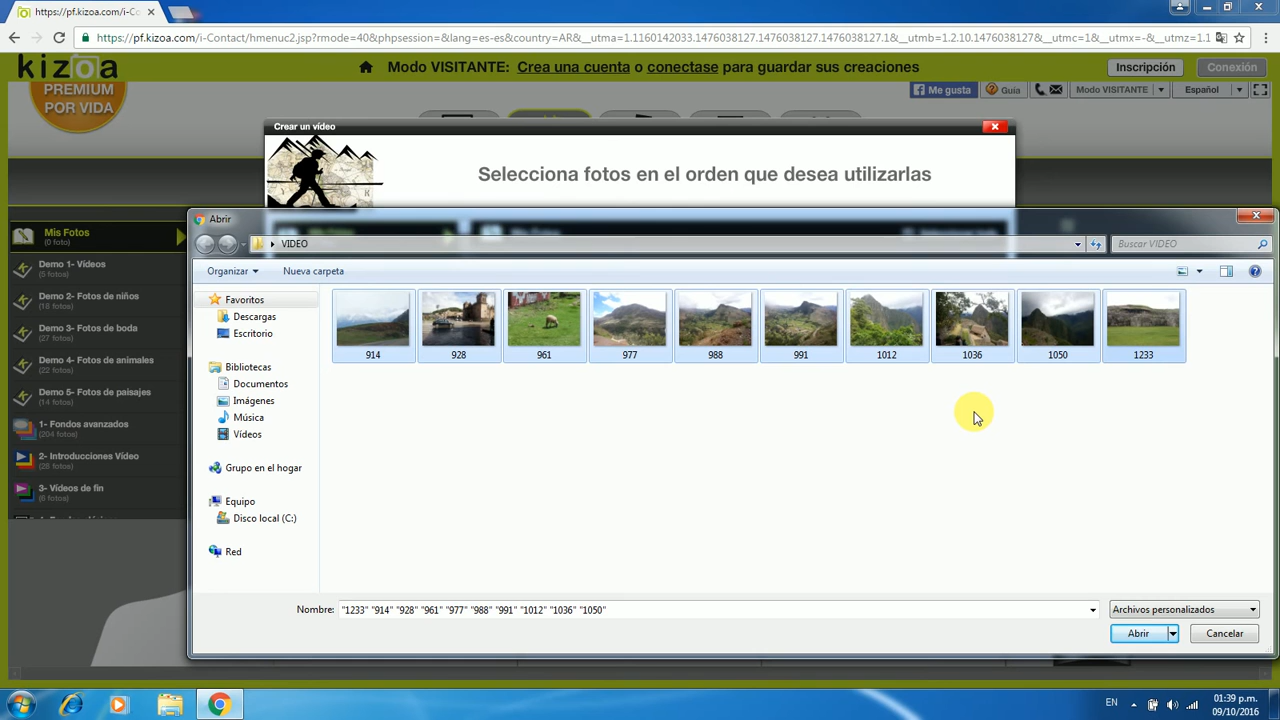 https://pf.kizoa.com/i-Co
https://pf.kizoa.com/i-Contact/hmenuc2.jsp?rmode=40&phpsession=&lang=es-es&country=AR&__utma=1.1160142033.1476038127.1476038127.1476038127.1&__utmb=1.2.10.1476038127&__utmc=1&__utmx=-&__utmz=1.1
kizoa
Modo VISITANTE: Crea una cuenta o conectase para guardar sus creaciones
Inscripción
Conexión
PREMIUM
POR VIDA
Me gusta
Guía
Modo VISITANTE
Español
Crear un vídeo
Selecciona fotos en el orden que desea utilizarlas
Mis Fotos
(0 foto)
Demo 1- Vídeos
(5 fotos)
Demo 2- Fotos de niños
(16 fotos)
Demo 3- Fotos de boda
(27 fotos)
Demo 4- Fotos de animales
(22 fotos)
Demo 5- Fotos de paisajes
(14 fotos)
1- Fondos avanzados
(204 fotos)
2- Introducciones Vídeo
(28 fotos)
3- Vídeos de fin
(6 fotos)
Abrir
VIDEO
Buscar VIDEO
Organizar
Nueva carpeta
Favoritos
Descargas
Escritorio
Bibliotecas
Documentos
Imágenes
Música
Vídeos
Grupo en el hogar
Equipo
Disco local (C:)
Red
914
928
961
977
988
991
1012
1036
1050
1233
Nombre:
"1233" "914" "928" "961" "977" "988" "991" "1012" "1036" "1050"
Archivos personalizados
Abrir
Cancelar
EN
01:39 p.m.
09/10/2016